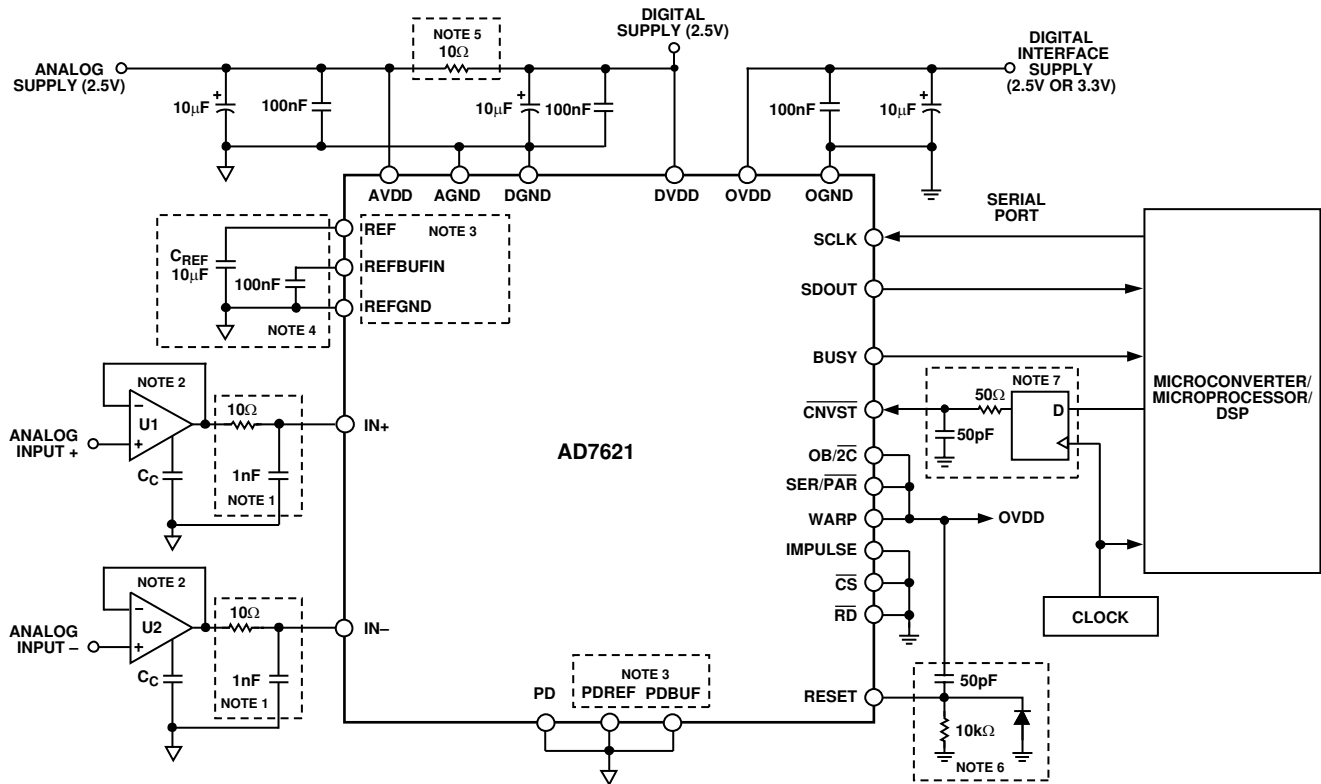 NOTE 5
10Ω
DIGITAL
SUPPLY (2.5V)
DIGITAL
INTERFACE
SUPPLY
(2.5V OR 3.3V)
ANALOG
SUPPLY (2.5V)
10μF
+
100nF
10μF
+
100nF
100nF
10μF
+
AVDD
AGND
DGND
DVDD
OVDD
OGND
SERIAL
PORT
REF
NOTE 3
CREF
10μF
REFBUFIN
100nF
REFGND
NOTE 4
SCLK
SDOUT
BUSY
MICROCONVERTER/
MICROPROCESSOR/
DSP
NOTE 7
50Ω
D
CNVST
50pF
NOTE 2
10Ω
–
U1
+
ANALOG
INPUT +
IN+
CC
1nF
NOTE 1
AD7621
OB/2C
SER/PAR
WARP
OVDD
IMPULSE
CS
RD
CLOCK
NOTE 2
10Ω
–
U2
+
ANALOG
INPUT –
IN–
CC
1nF
NOTE 1
NOTE 3
PD
PDREF
PDBUF
RESET
50pF
10kΩ
NOTE 6